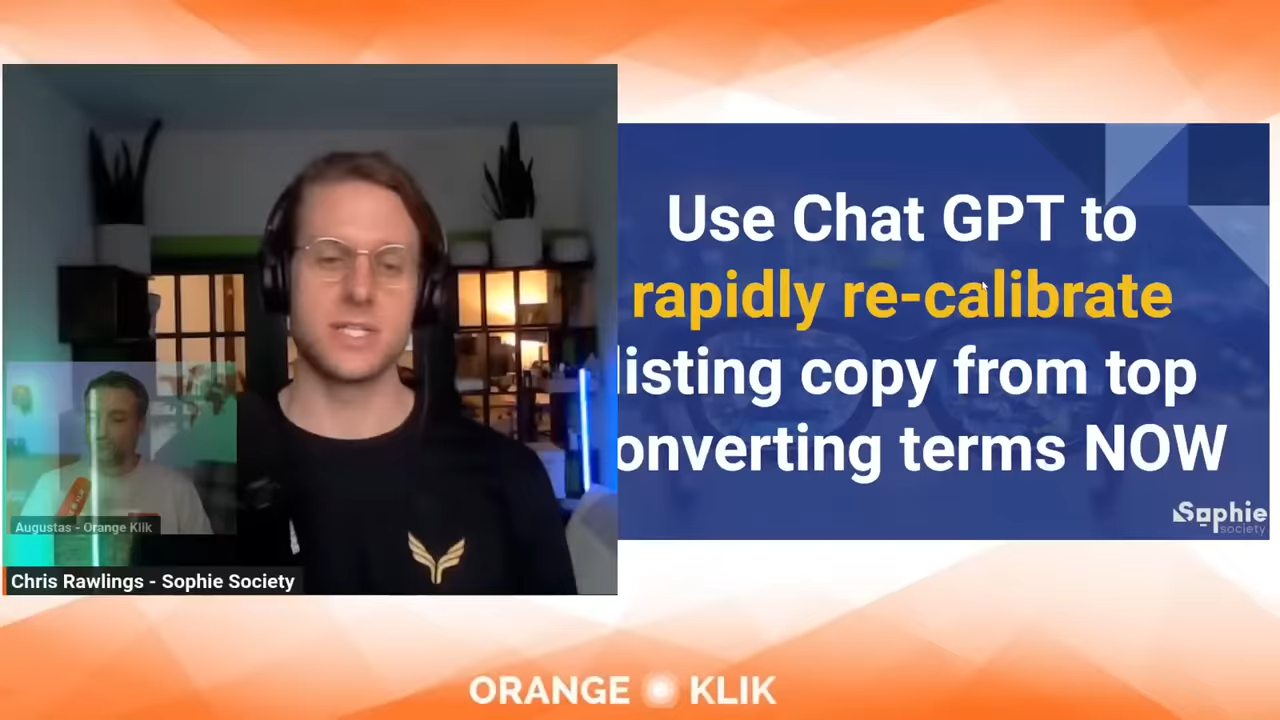 Use Chat GPT to
rapidly re-calibrate
listing copy from top
onverting terms NOW
Sophie
society
Augustas - Orange Klik
Chris Rawlings - Sophie Society
ORANGE KLIK